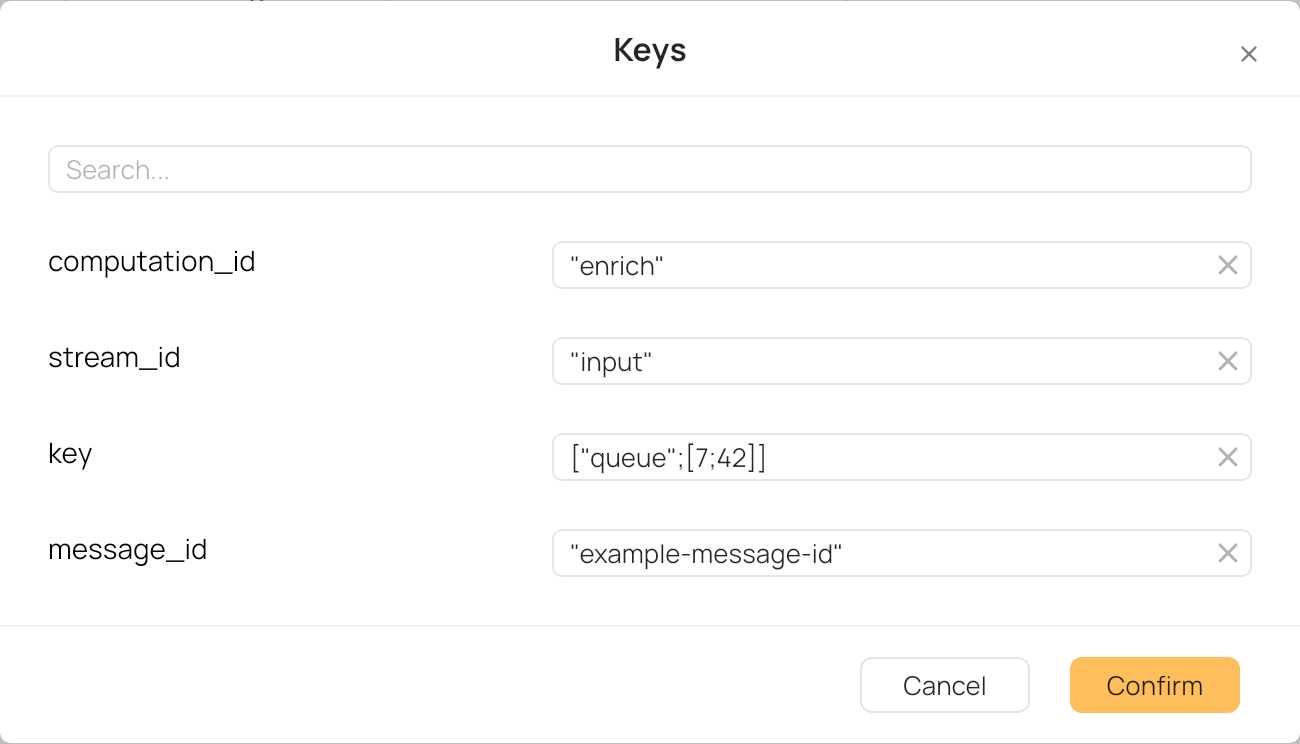 Keys
Search...
computation_id
"enrich"
stream_id
"input"
key
["queue";[7;42]]
message_id
"example-message-id"
Cancel
Confirm